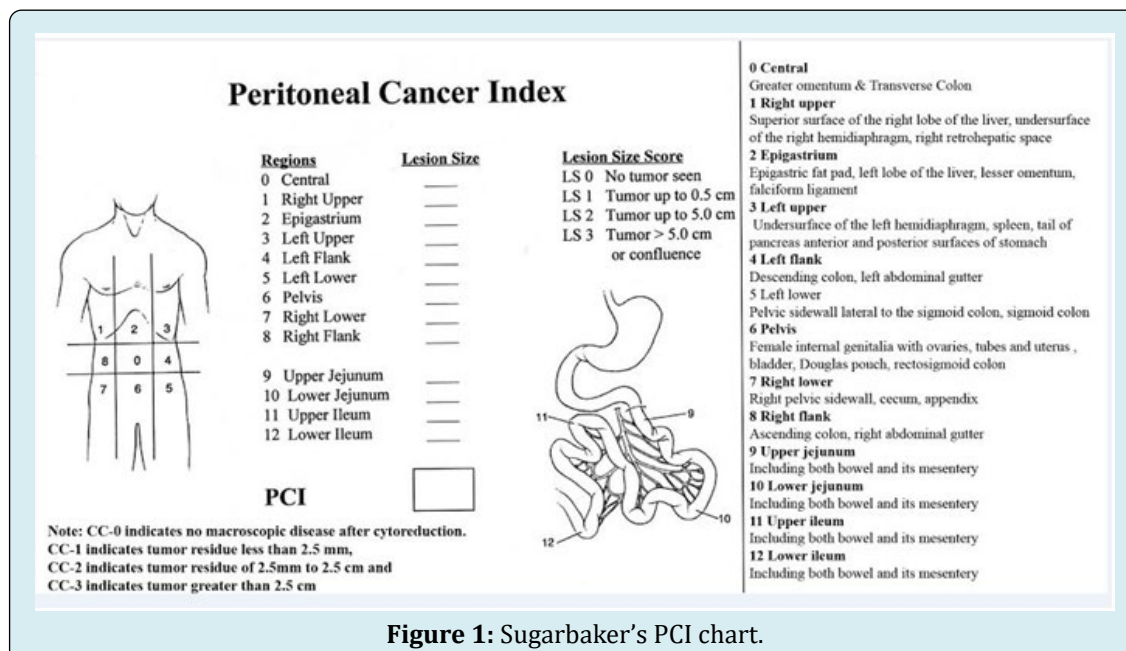 Peritoneal Cancer Index
Regions Lesion Size
0 Central ____
1 Right Upper ____
2 Epigastrium ____
3 Left Upper ____
4 Left Flank ____
5 Left Lower ____
6 Pelvis ____
7 Right Lower ____
8 Right Flank ____
9 Upper Jejunum ____
10 Lower Jejunum ____
11 Upper Ileum ____
12 Lower Ileum ____
PCI
Lesion Size Score
LS 0 No tumor seen
LS 1 Tumor up to 0.5 cm
LS 2 Tumor up to 5.0 cm
LS 3 Tumor > 5.0 cm
or confluence
1 2 3
8 0 4
7 6 5
11
9
10
12
Note: CC-0 indicates no macroscopic disease after cytoreduction.
CC-1 indicates tumor residue less than 2.5 mm,
CC-2 indicates tumor residue of 2.5mm to 2.5 cm and
CC-3 indicates tumor greater than 2.5 cm
0 Central
Greater omentum & Transverse Colon
1 Right upper
Superior surface of the right lobe of the liver, undersurface
of the right hemidiaphragm, right retrohepatic space
2 Epigastrium
Epigastric fat pad, left lobe of the liver, lesser omentum,
falciform ligament
3 Left upper
Undersurface of the left hemidiaphragm, spleen, tail of
pancreas anterior and posterior surfaces of stomach
4 Left flank
Descending colon, left abdominal gutter
5 Left lower
Pelvic sidewall lateral to the sigmoid colon, sigmoid colon
6 Pelvis
Female internal genitalia with ovaries, tubes and uterus ,
bladder, Douglas pouch, rectosigmoid colon
7 Right lower
Right pelvic sidewall, cecum, appendix
8 Right flank
Ascending colon, right abdominal gutter
9 Upper jejunum
Including both bowel and its mesentery
10 Lower jejunum
Including both bowel and its mesentery
11 Upper ileum
Including both bowel and its mesentery
12 Lower ileum
Including both bowel and its mesentery
Figure 1: Sugarbaker’s PCI chart.